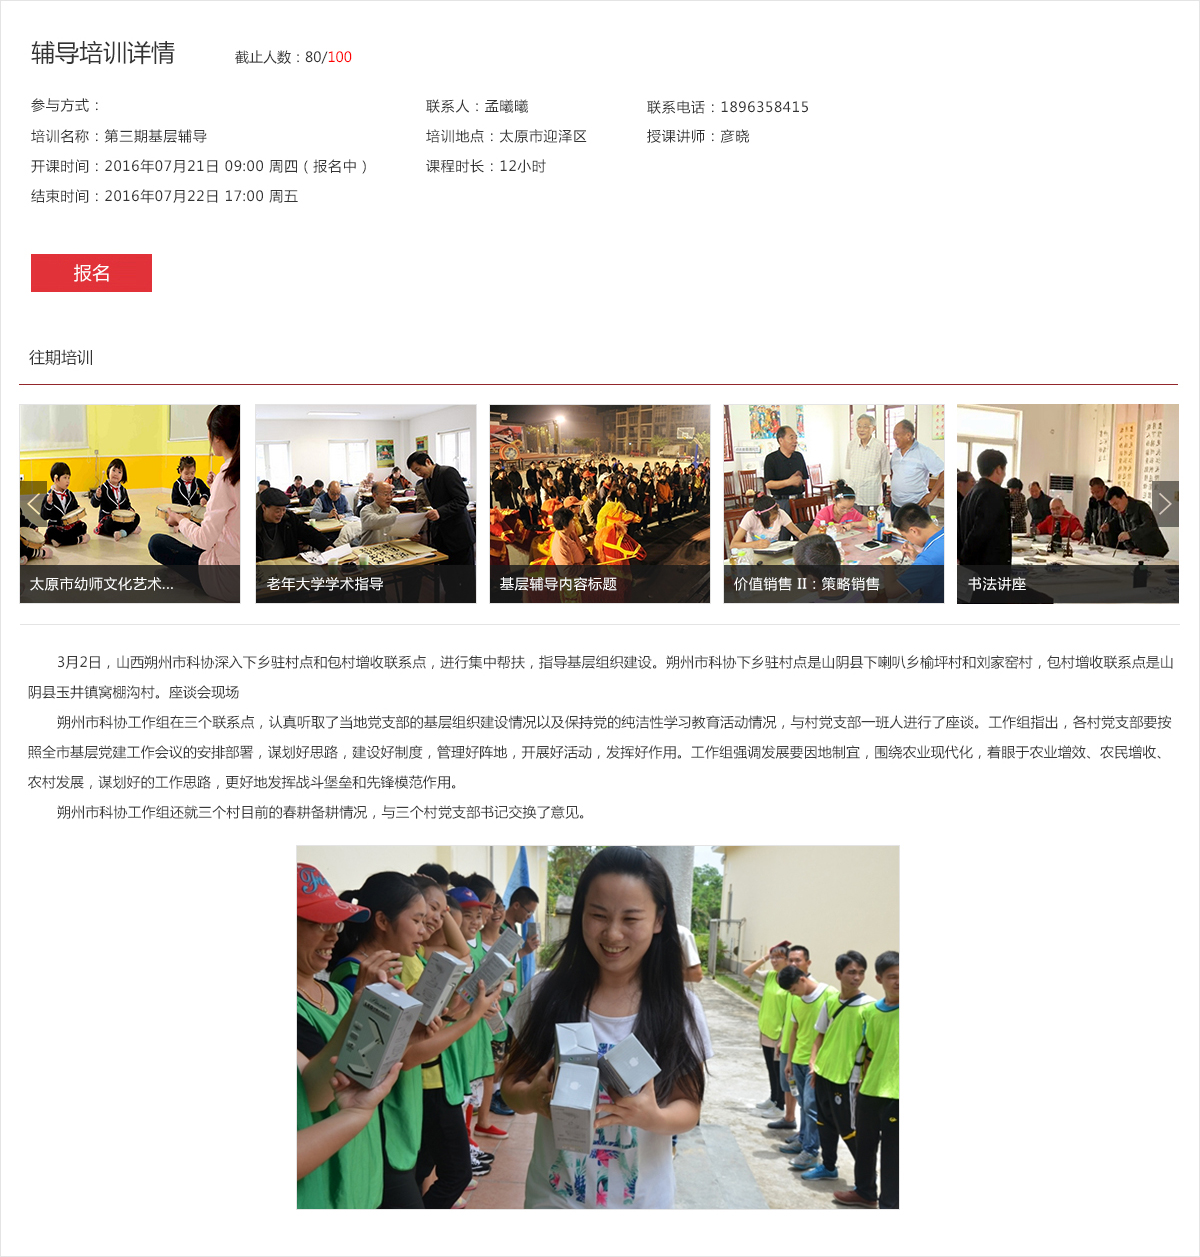 辅导培训详情 截止人数：80/100
参与方式： 联系人：孟曦曦 联系电话：1896358415
培训名称：第三期基层辅导 培训地点：太原市迎泽区 授课讲师：彦晓
开课时间：2016年07月21日 09:00 周四（报名中） 课程时长：12小时
结束时间：2016年07月22日 17:00 周五
报名
往期培训
太原市幼师文化艺术... 老年大学学术指导 基层辅导内容标题 价值销售 II：策略销售 书法讲座
3月2日，山西朔州市科协深入下乡驻村点和包村增收联系点，进行集中帮扶，指导基层组织建设。朔州市科协下乡驻村点是山阴县下喇叭乡榆坪村和刘家窑村，包村增收联系点是山
阴县玉井镇窝棚沟村。座谈会现场
朔州市科协工作组在三个联系点，认真听取了当地党支部的基层组织建设情况以及保持党的纯洁性学习教育活动情况，与村党支部一班人进行了座谈。工作组指出，各村党支部要按
照全市基层党建工作会议的安排部署，谋划好思路，建设好制度，管理好阵地，开展好活动，发挥好作用。工作组强调发展要因地制宜，围绕农业现代化，着眼于农业增效、农民增收、
农村发展，谋划好的工作思路，更好地发挥战斗堡垒和先锋模范作用。
朔州市科协工作组还就三个村目前的春耕备耕情况，与三个村党支部书记交换了意见。